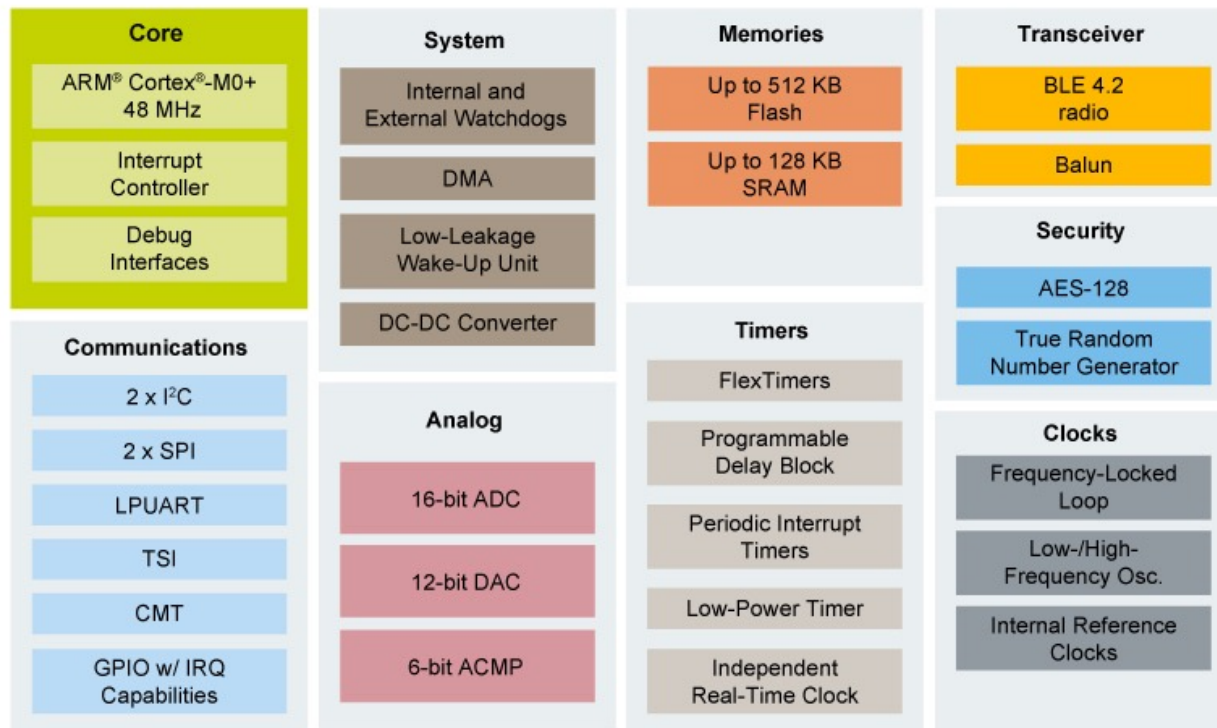 Core
ARM® Cortex®-M0+
48 MHz
Interrupt
Controller
Debug
Interfaces
Communications
2 x I²C
2 x SPI
LPUART
TSI
CMT
GPIO w/ IRQ
Capabilities
System
Internal and
External Watchdogs
DMA
Low-Leakage
Wake-Up Unit
DC-DC Converter
Analog
16-bit ADC
12-bit DAC
6-bit ACMP
Memories
Up to 512 KB
Flash
Up to 128 KB
SRAM
Timers
FlexTimers
Programmable
Delay Block
Periodic Interrupt
Timers
Low-Power Timer
Independent
Real-Time Clock
Transceiver
BLE 4.2
radio
Balun
Security
AES-128
True Random
Number Generator
Clocks
Frequency-Locked
Loop
Low-/High-
Frequency Osc.
Internal Reference
Clocks